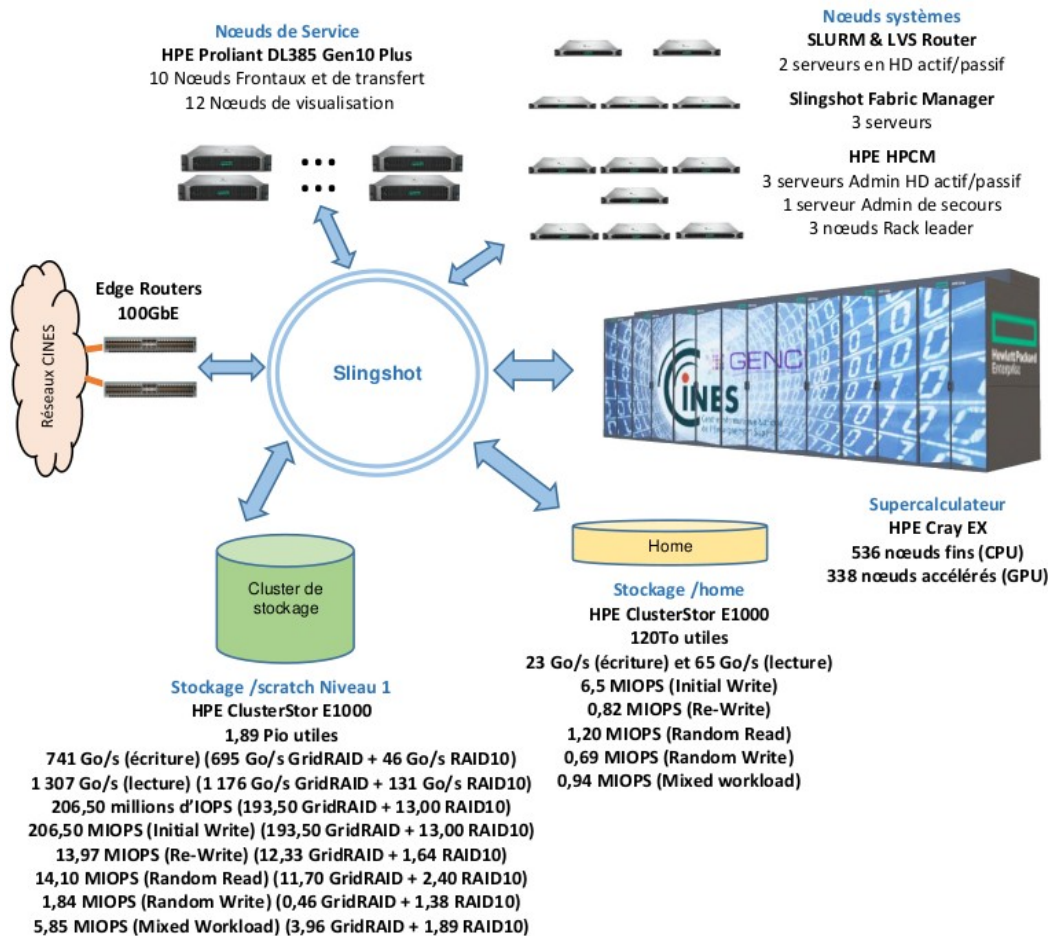 Nœuds de Service
HPE Proliant DL385 Gen10 Plus
10 Nœuds Frontaux et de transfert
12 Nœuds de visualisation
Nœuds systèmes
SLURM & LVS Router
2 serveurs en HD actif/passif
Slingshot Fabric Manager
3 serveurs
HPE HPCM
3 serveurs Admin HD actif/passif
1 serveur Admin de secours
3 nœuds Rack leader
Réseaux CINES
Edge Routers
100GbE
Slingshot
GENC
CINES
Hewlett Packard
Enterprise
Supercalculateur
HPE Cray EX
536 nœuds fins (CPU)
338 nœuds accélérés (GPU)
Cluster de
stockage
Stockage /scratch Niveau 1
HPE ClusterStor E1000
1,89 Pio utiles
741 Go/s (écriture) (695 Go/s GridRAID + 46 Go/s RAID10)
1 307 Go/s (lecture) (1 176 Go/s GridRAID + 131 Go/s RAID10)
206,50 millions d'IOPS (193,50 GridRAID + 13,00 RAID10)
206,50 MIOPS (Initial Write) (193,50 GridRAID + 13,00 RAID10)
13,97 MIOPS (Re-Write) (12,33 GridRAID + 1,64 RAID10)
14,10 MIOPS (Random Read) (11,70 GridRAID + 2,40 RAID10)
1,84 MIOPS (Random Write) (0,46 GridRAID + 1,38 RAID10)
5,85 MIOPS (Mixed Workload) (3,96 GridRAID + 1,89 RAID10)
Home
Stockage /home
HPE ClusterStor E1000
120To utiles
23 Go/s (écriture) et 65 Go/s (lecture)
6,5 MIOPS (Initial Write)
0,82 MIOPS (Re-Write)
1,20 MIOPS (Random Read)
0,69 MIOPS (Random Write)
0,94 MIOPS (Mixed workload)